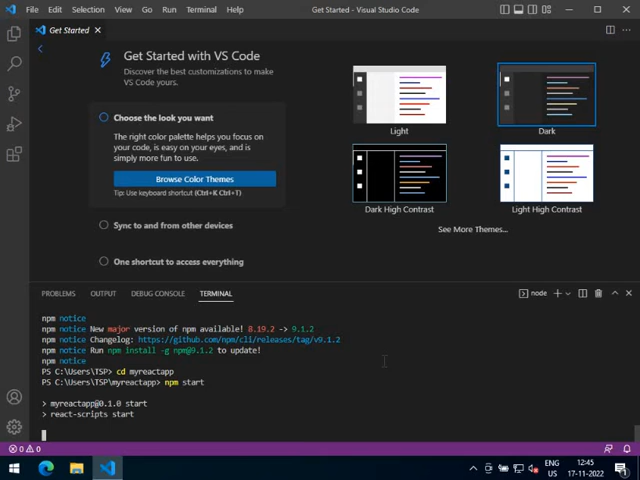 File Edit Selection View Go Run Terminal Help Get Started - Visual Studio Code
Get Started
Get Started with VS Code
Discover the best customizations to make
VS Code yours.
Choose the look you want
The right color palette helps you focus on
your code, is easy on your eyes, and is
simply more fun to use.
Browse Color Themes
Tip: Use keyboard shortcut (Ctrl+K Ctrl+T)
Sync to and from other devices
One shortcut to access everything
Light
Dark
Dark High Contrast
Light High Contrast
See More Themes...
PROBLEMS OUTPUT DEBUG CONSOLE TERMINAL node
npm notice
npm notice New major version of npm available! 8.19.2 -> 9.1.2
npm notice Changelog: https://github.com/npm/cli/releases/tag/v9.1.2
npm notice Run npm install -g npm@9.1.2 to update!
npm notice
PS C:\Users\TSP> cd myreactapp
PS C:\Users\TSP\myreactapp> npm start
> myreactapp@0.1.0 start
> react-scripts start
0 0
ENG
US
12:45
17-11-2022
1